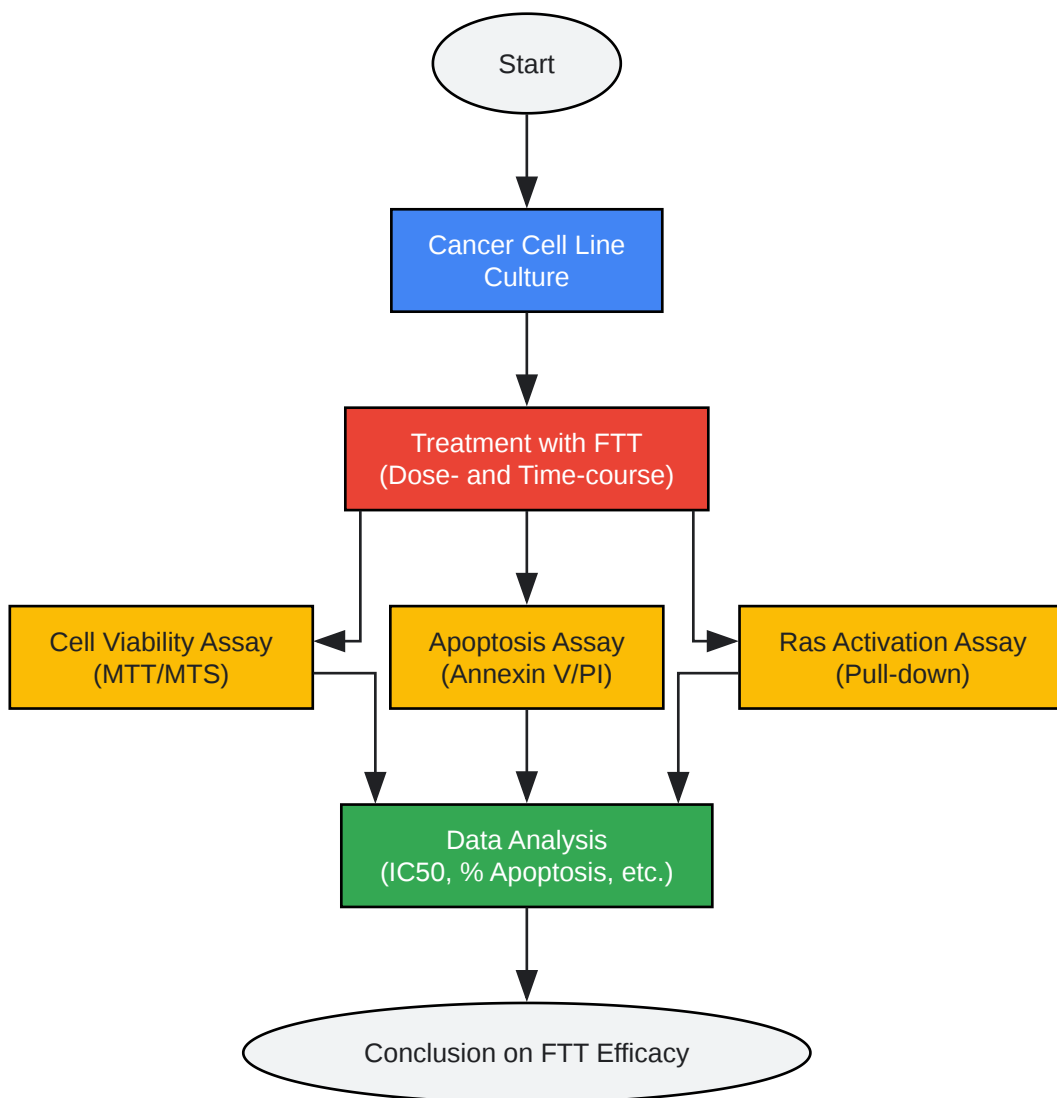 Start
Cancer Cell Line
Culture
Treatment with FTT
(Dose- and Time-course)
Cell Viability Assay
(MTT/MTS)
Apoptosis Assay
(Annexin V/PI)
Ras Activation Assay
(Pull-down)
Data Analysis
(IC50, % Apoptosis, etc.)
Conclusion on FTT Efficacy